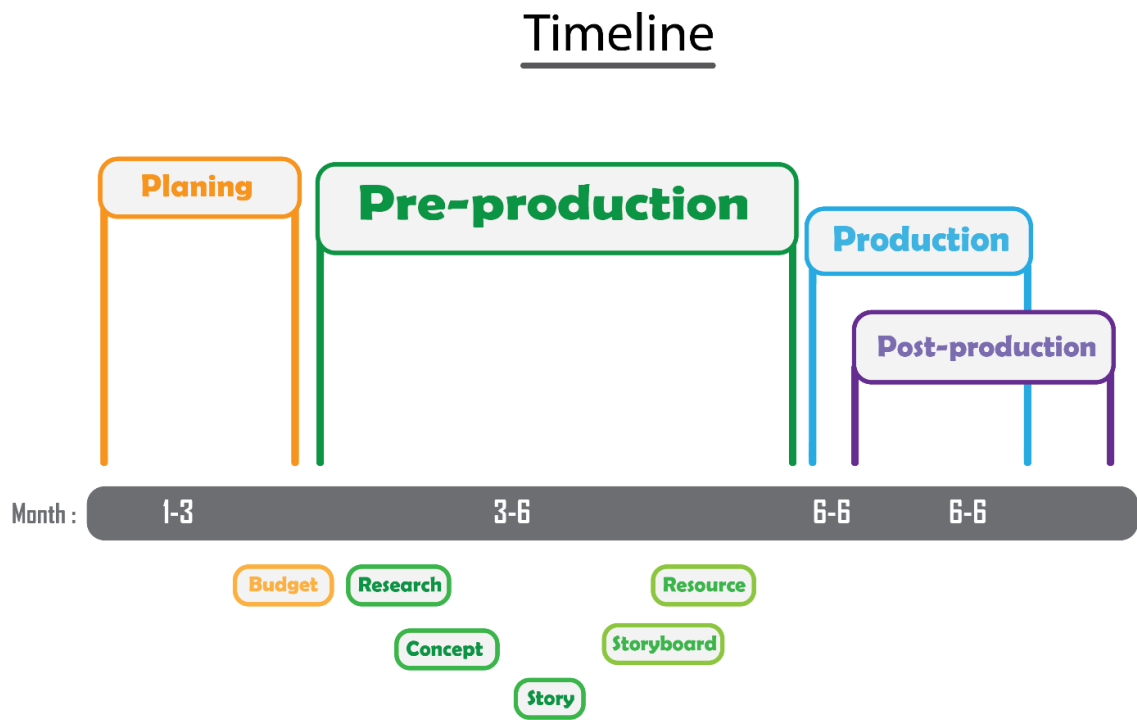 Timeline
Planing
Pre-production
Production
Post-production
Month : 1-3 3-6 6-6 6-6
Budget Research Resource
Concept Storyboard
Story